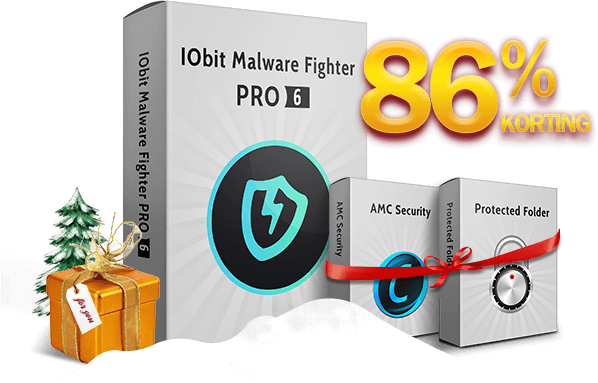 IObit Malware Fighter
PRO 6
IObit Malware Fighter PRO 6
86%
KORTING
AMC Security
AMC Security
Protected Folder
Protected Folder
for you